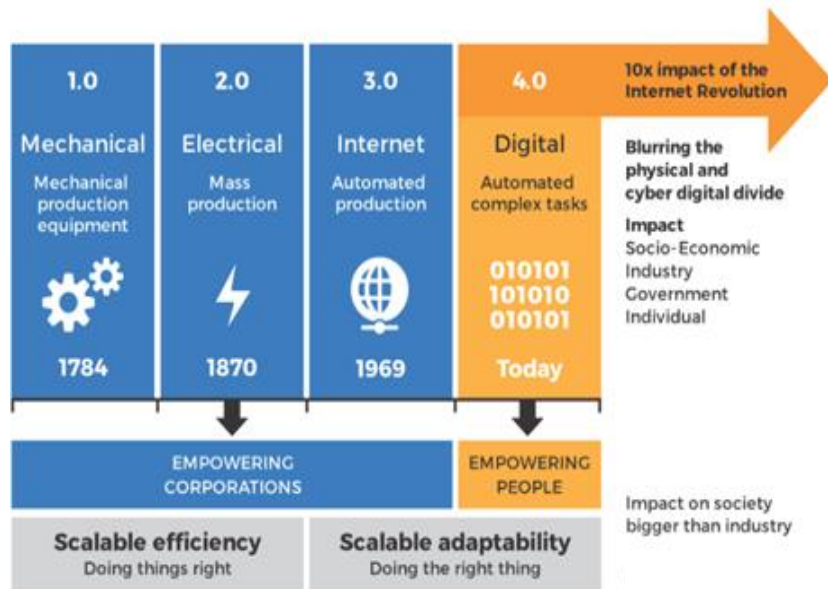 1.0
Mechanical
Mechanical
production
equipment
1784
2.0
Electrical
Mass
production
1870
3.0
Internet
Automated
production
1969
4.0
Digital
Automated
complex tasks
010101
101010
010101
Today
10x impact of the
Internet Revolution
Blurring the
physical and
cyber digital divide
Impact
Socio-Economic
Industry
Government
Individual
EMPOWERING
CORPORATIONS
EMPOWERING
PEOPLE
Impact on society
bigger than industry
Scalable efficiency
Doing things right
Scalable adaptability
Doing the right thing